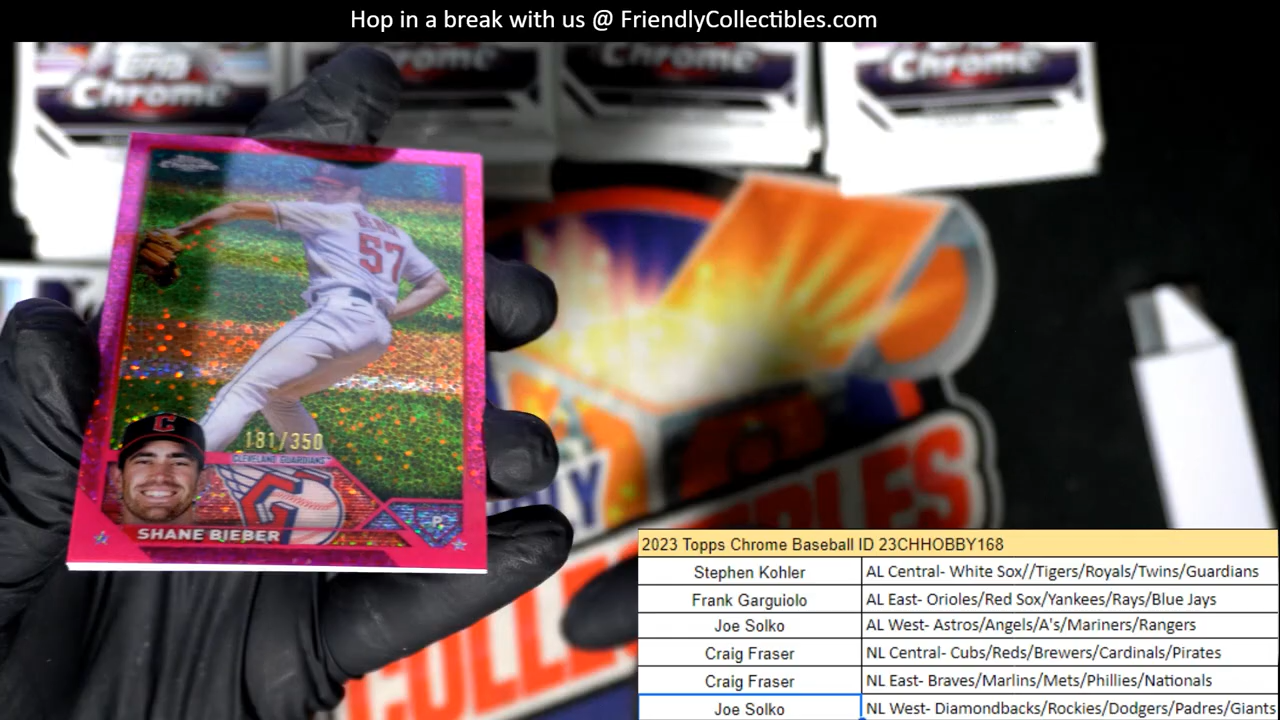 Hop in a break with us @ FriendlyCollectibles.com
Chrome
Chrome
Chrome
Chrome
57
181/350
CLEVELAND GUARDIANS
C
SHANE BIEBER
P
2023 Topps Chrome Baseball ID 23CHHOBBY168
Stephen Kohler AL Central- White Sox//Tigers/Royals/Twins/Guardians
Frank Garguiolo AL East- Orioles/Red Sox/Yankees/Rays/Blue Jays
Joe Solko AL West- Astros/Angels/A's/Mariners/Rangers
Craig Fraser NL Central- Cubs/Reds/Brewers/Cardinals/Pirates
Craig Fraser NL East- Braves/Marlins/Mets/Phillies/Nationals
Joe Solko NL West- Diamondbacks/Rockies/Dodgers/Padres/Giants